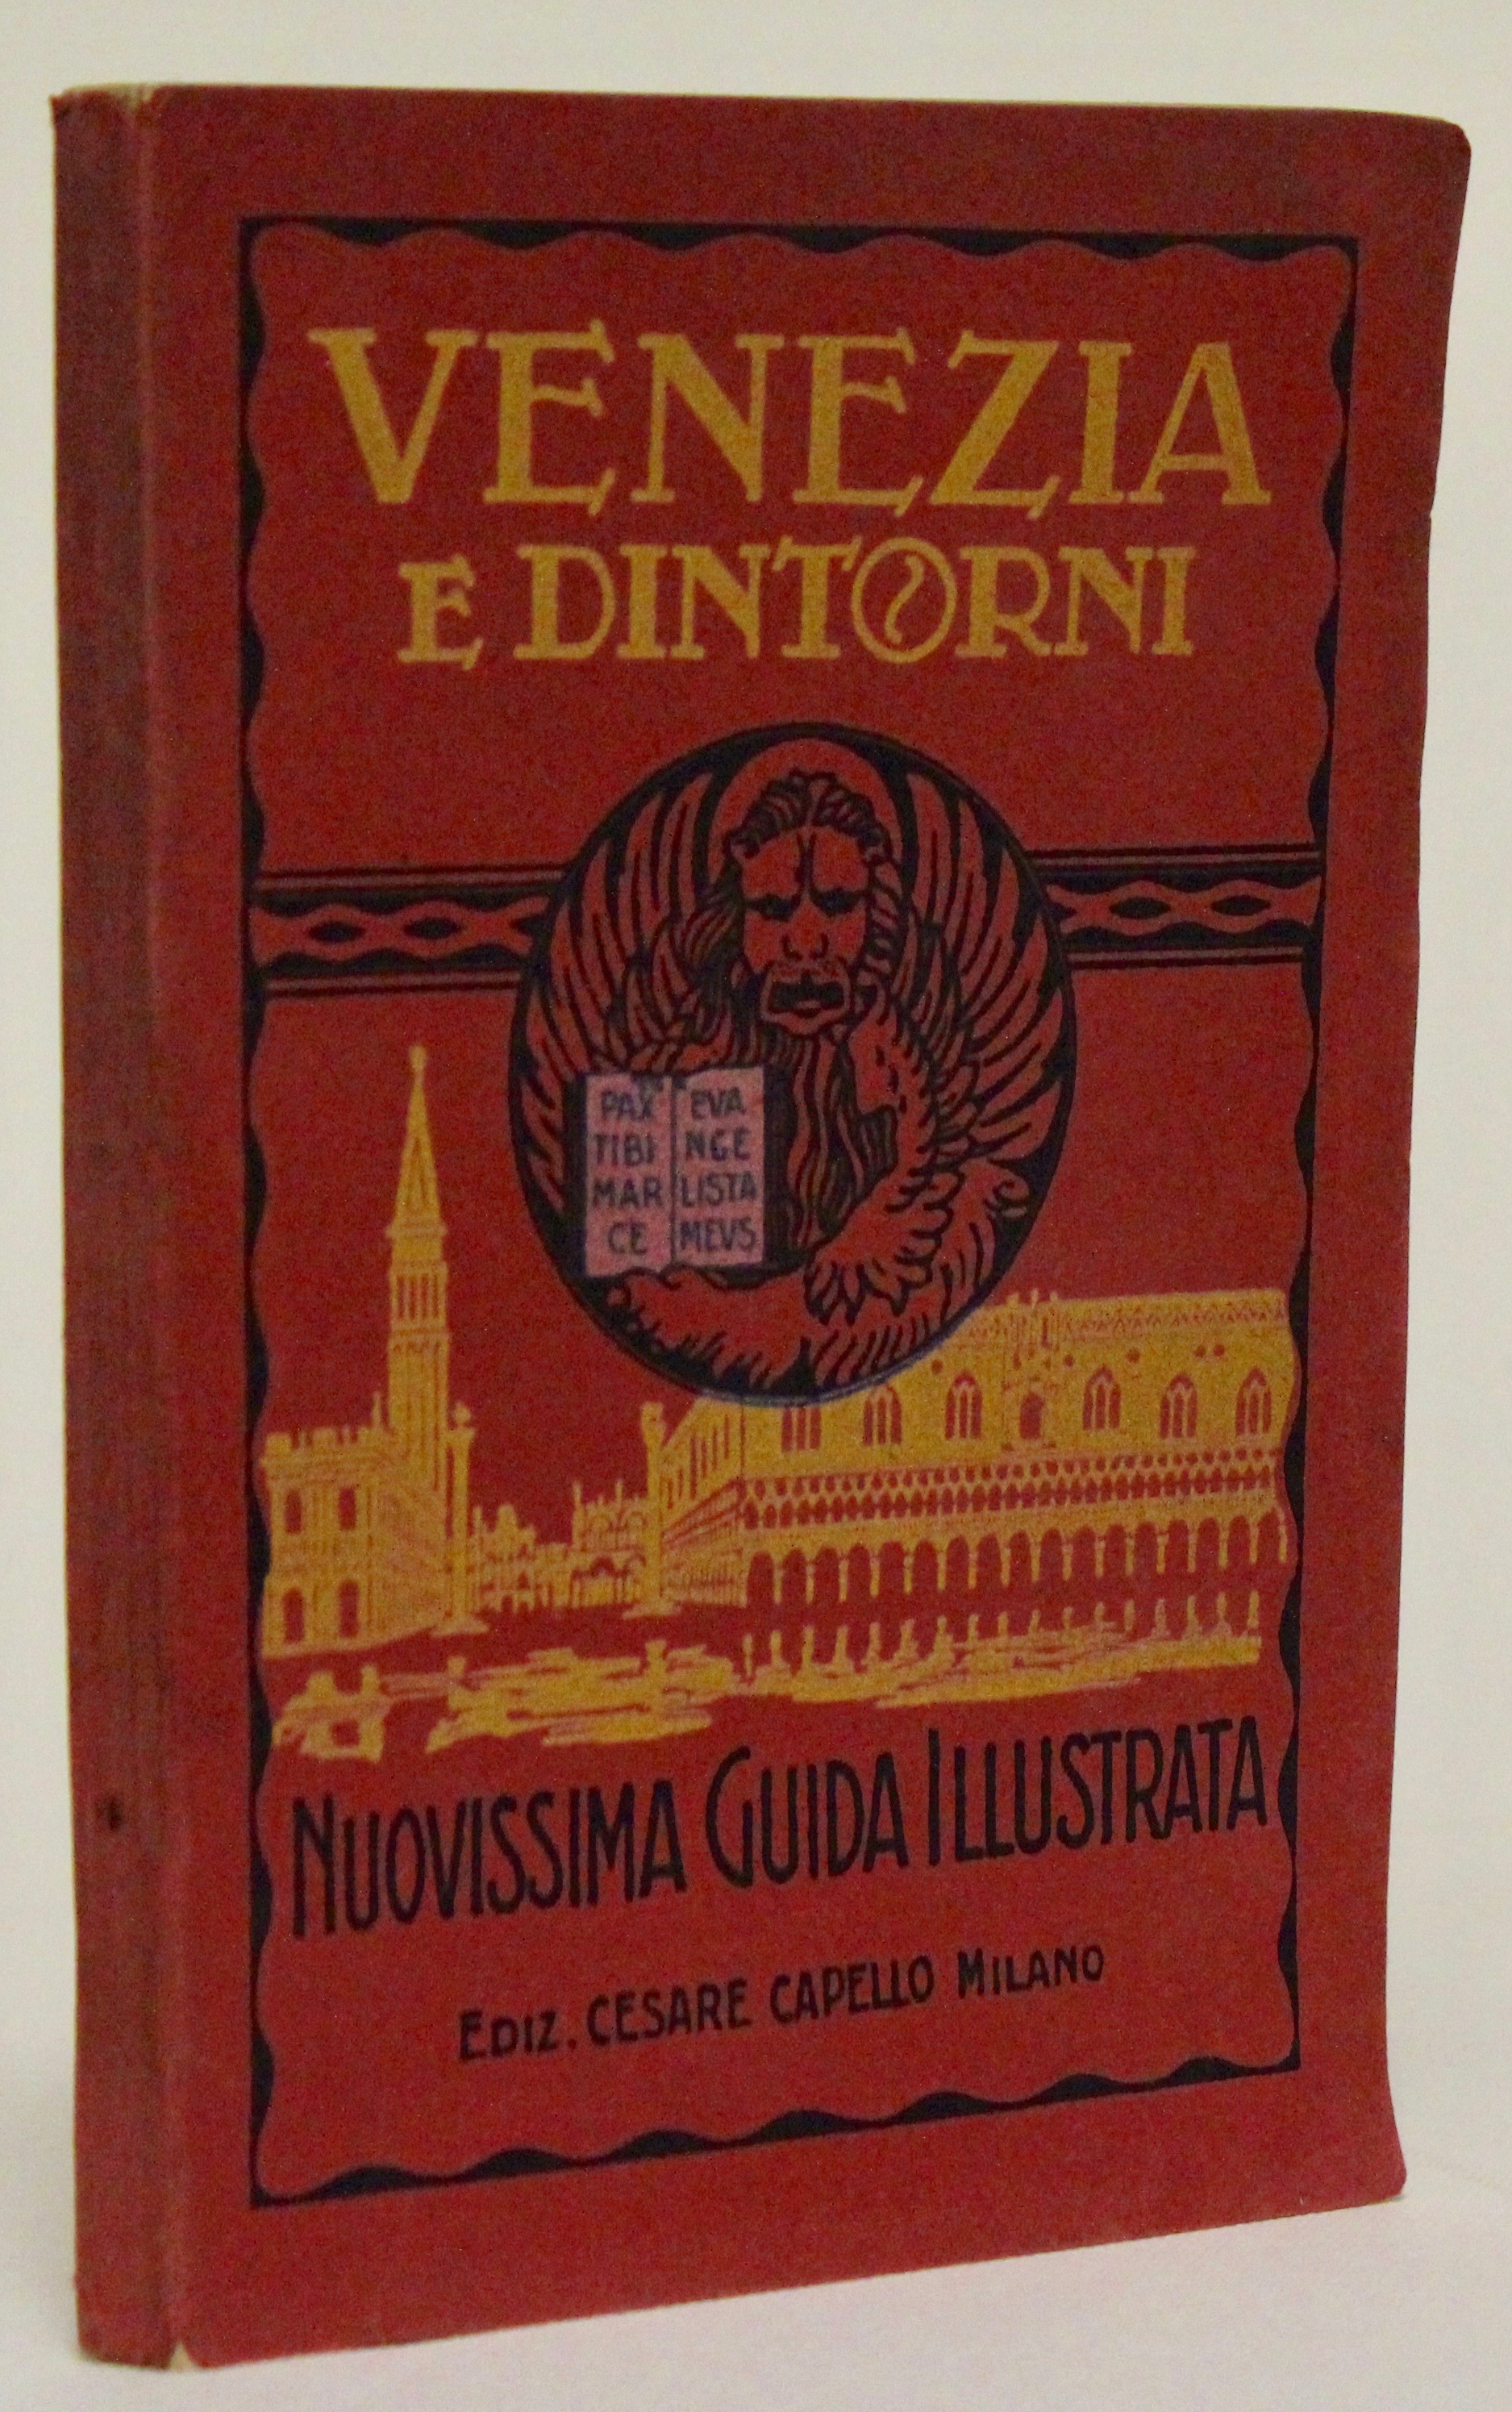 VENEZIA
E DINTORNI
PAX EVA
TIBI NGE
MAR LISTA
CE MEVS
NUOVISSIMA GUIDA ILLUSTRATA
EDIZ. CESARE CAPELLO MILANO